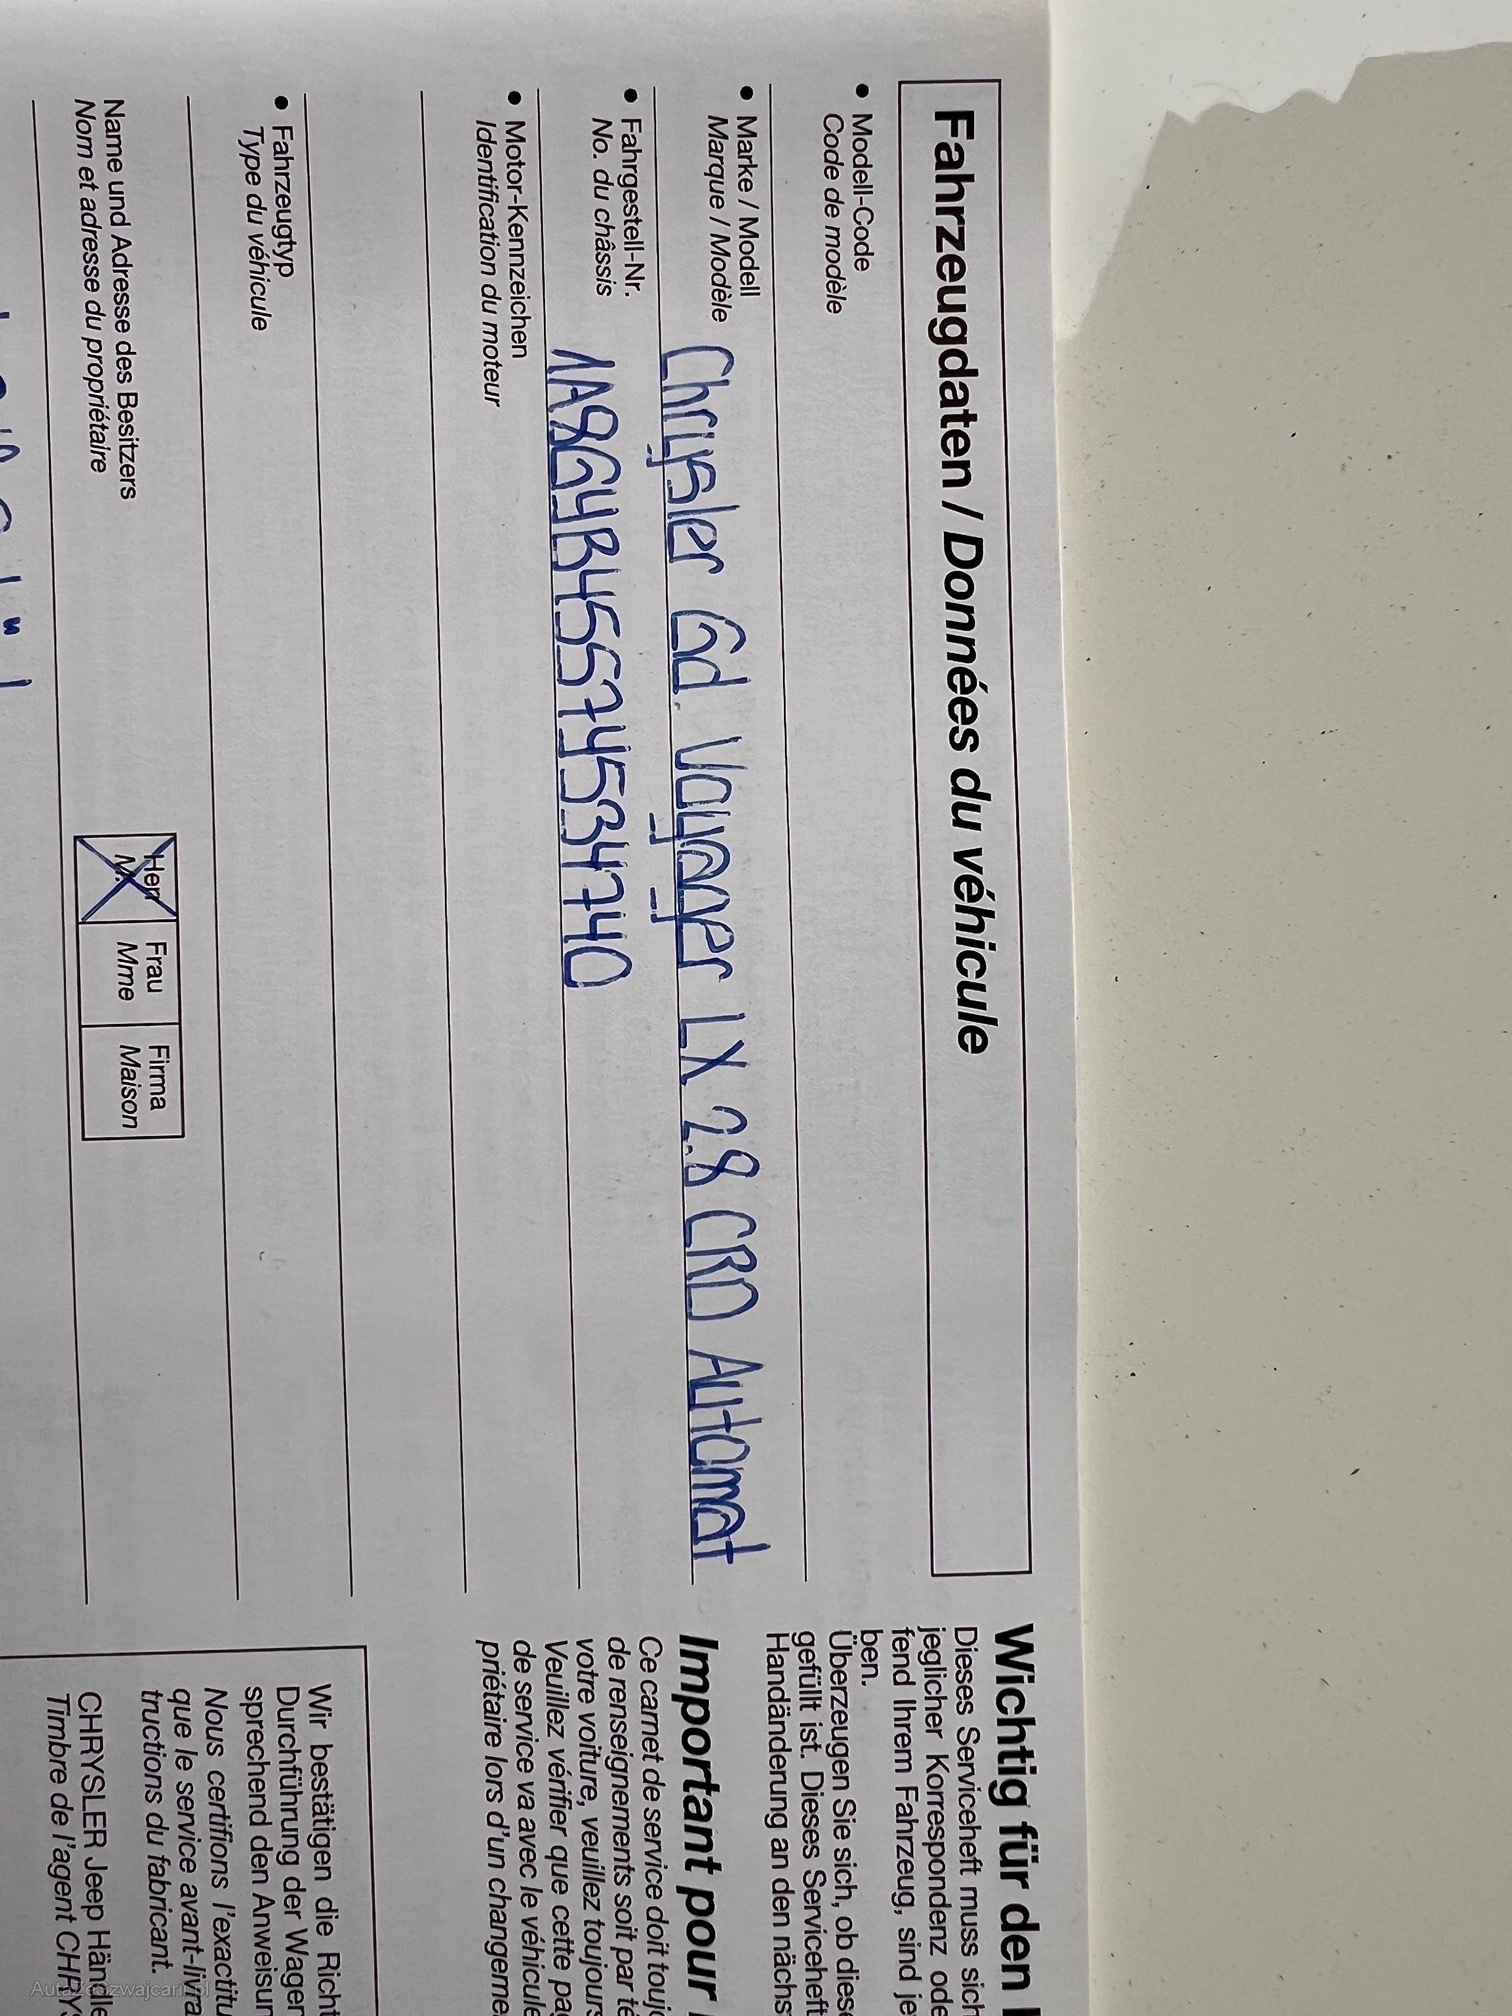 Fahrzeugdaten / Données du véhicule
• Modell-Code
Code de modèle
• Marke / Modell
Marque / Modèle Chrysler Gd. Voyager LX 2.8 CRD Automat
• Fahrgestell-Nr.
No. du châssis 1A8GYB4557Y534740
• Motor-Kennzeichen
Identification du moteur
• Fahrzeugtyp
Type du véhicule
Name und Adresse des Besitzers
Nom et adresse du propriétaire
Herr Frau Firma
M. Mme Maison
Wichtig für den
Dieses Serviceheft muss sich
jeglicher Korrespondenz ode
fend Ihrem Fahrzeug, sind je
ben.
Überzeugen Sie sich, ob diese
gefüllt ist. Dieses Serviceheft
Handänderung an den nächs
Important pour
Ce carnet de service doit toujo
de renseignements soit par té
votre voiture, veuillez toujours
Veuillez vérifier que cette pa
de service va avec le véhicule
priétaire lors d'un changeme
Wir bestätigen die Richt
Durchführung der Wager
sprechend den Anweisun
Nous certifions l'exactitu
que le service avant-livra
tructions du fabricant.
CHRYSLER Jeep Händle
Timbre de l'agent CHRY